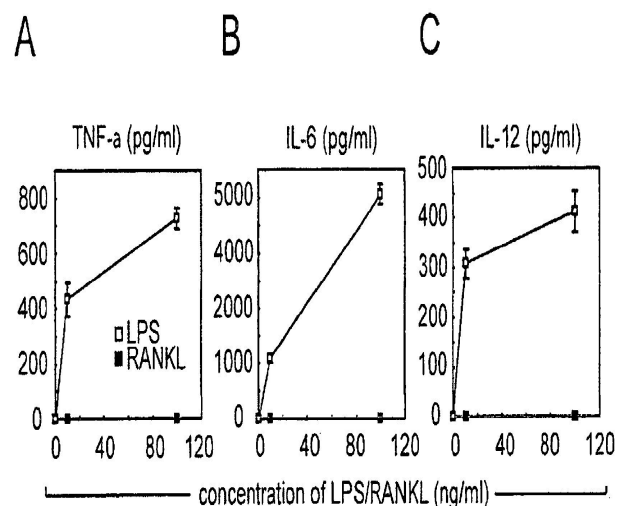 A
B
C
TNF-a (pg/ml)
IL-6 (pg/ml)
IL-12 (pg/ml)
800
600
400
200
0
LPS
RANKL
0 40 80 120
5000
4000
2000
1000
0
0 40 80 120
500
400
300
200
200
0
0 40 80 120
concentration of LPS/RANKL (ng/ml)